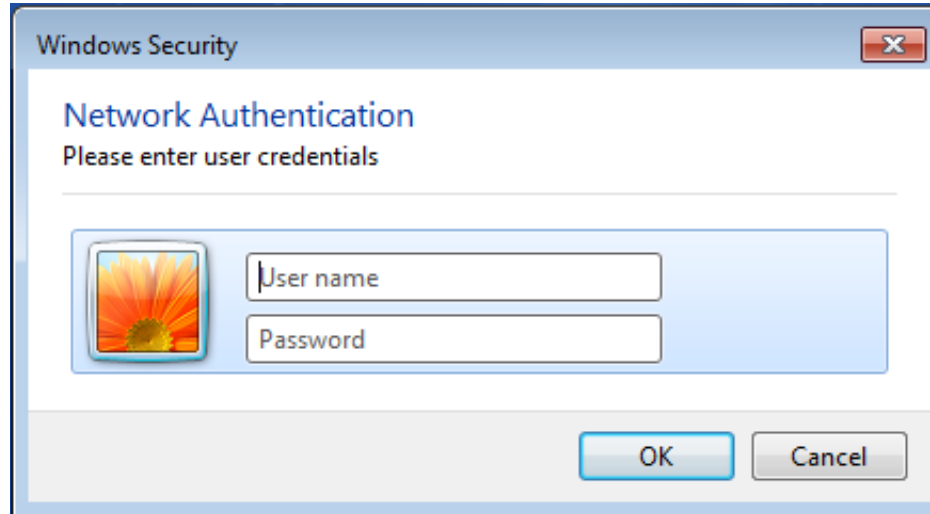 Windows Security
Network Authentication
Please enter user credentials
User name
Password
OK Cancel